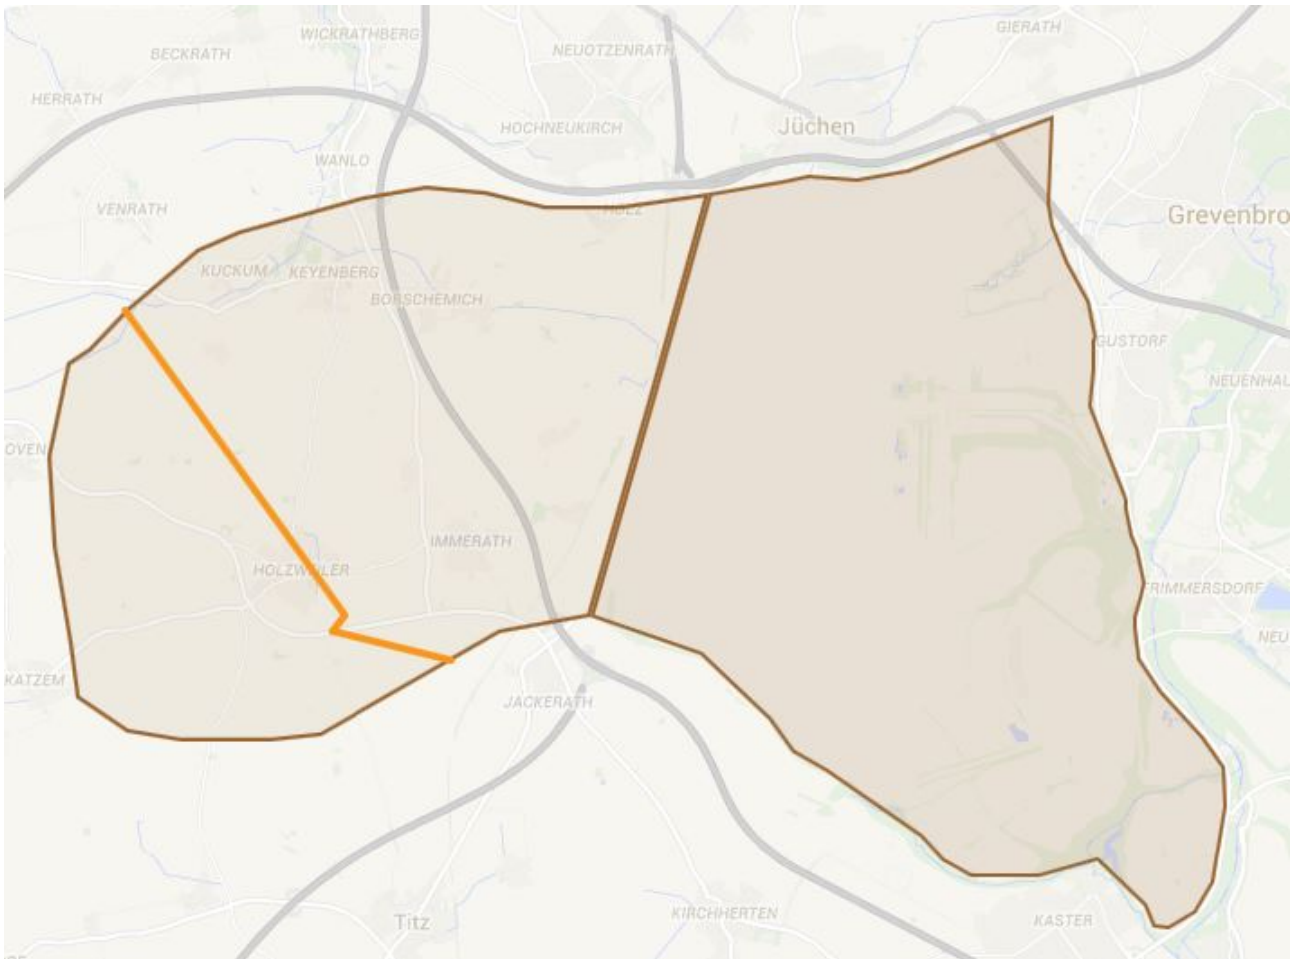 GIERATH
WICKRATHBERG
BECKRATH
NEUOTZENRATH
HERRATH
HOCHNEUKIRCH
Jüchen
WANLO
VENRATH
HOLZ
Grevenbro
KUCKUM
KEYENBERG
BORSCHEMICH
GUSTORF
NEUENHAU
OVEN
IMMERATH
HOLZWEILER
FRIMMERSDORF
NEU
KATZEM
JACKERATH
KIRCHHERTEN
KASTER
Titz